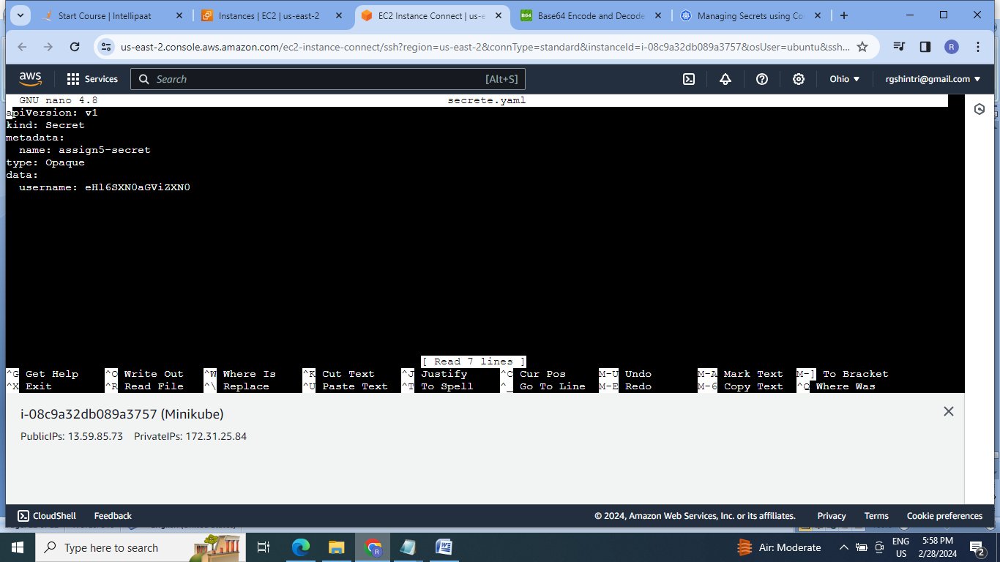 Start Course | Intellipaat
Instances | EC2 | us-east-2
EC2 Instance Connect | us-e
B64 Base64 Encode and Decode
Managing Secrets using Co
us-east-2.console.aws.amazon.com/ec2-instance-connect/ssh?region=us-east-2&connType=standard&instanceId=i-08c9a32db089a3757&osUser=ubuntu&ssh...
R
aws
Services
Search [Alt+S]
Ohio
rgshintri@gmail.com
GNU nano 4.8 secrete.yaml
apiVersion: v1
kind: Secret
metadata:
name: assign5-secret
type: Opaque
data:
username: eHl6SXN0aGViZXN0
[ Read 7 lines ]
^G Get Help ^O Write Out ^W Where Is ^K Cut Text ^J Justify ^C Cur Pos M-U Undo M-A Mark Text M-] To Bracket
^X Exit ^R Read File ^\ Replace ^U Paste Text ^T To Spell ^_ Go To Line M-E Redo M-6 Copy Text ^Q Where Was
i-08c9a32db089a3757 (Minikube)
PublicIPs: 13.59.85.73 PrivateIPs: 172.31.25.84
CloudShell Feedback © 2024, Amazon Web Services, Inc. or its affiliates. Privacy Terms Cookie preferences
Type here to search
Air: Moderate
ENG
US
5:58 PM
2/28/2024
2